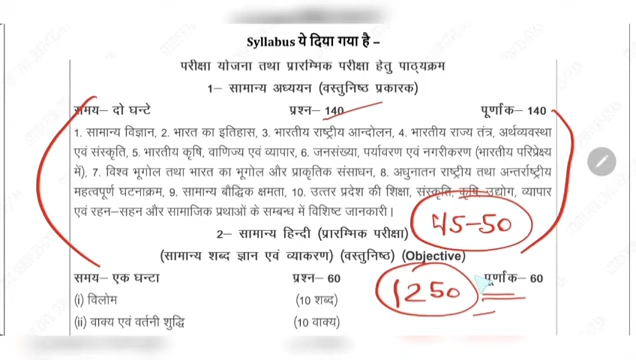 Syllabus ये दिया गया है –
परीक्षा योजना तथा प्रारम्भिक परीक्षा हेतु पाठ्यक्रम
1– सामान्य अध्ययन (वस्तुनिष्ठ प्रकारक)
समय– दो घन्टे प्रश्न– 140 पूर्णांक– 140
1. सामान्य विज्ञान, 2. भारत का इतिहास, 3. भारतीय राष्ट्रीय आन्दोलन, 4. भारतीय राज्य तंत्र, अर्थव्यवस्था
एवं संस्कृति, 5. भारतीय कृषि, वाणिज्य एवं व्यापार, 6. जनसंख्या, पर्यावरण एवं नगरीकरण (भारतीय परिप्रेक्ष्य
में), 7. विश्व भूगोल तथा भारत का भूगोल और प्राकृतिक संसाधन, 8. अधुनातन राष्ट्रीय तथा अन्तर्राष्ट्रीय
महत्वपूर्ण घटनाक्रम, 9. सामान्य बौद्धिक क्षमता, 10. उत्तर प्रदेश की शिक्षा, संस्कृति, कृषि उद्योग, व्यापार
एवं रहन–सहन और सामाजिक प्रथाओं के सम्बन्ध में विशिष्ट जानकारी।
45–50
2– सामान्य हिन्दी (प्रारम्भिक परीक्षा)
(सामान्य शब्द ज्ञान एवं व्याकरण) (वस्तुनिष्ठ) (Objective)
समय– एक घन्टा प्रश्न– 60 पूर्णांक– 60
1250
(i) विलोम (10 शब्द)
(ii) वाक्य एवं वर्तनी शुद्धि (10 वाक्य)